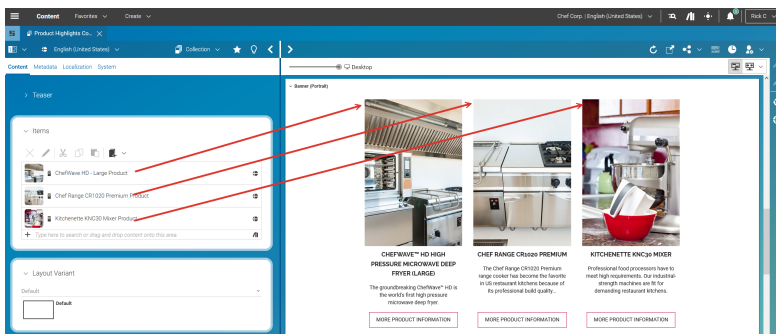 Content Favorites Create Chef Corp. | English (United States) Rick C
Product Highlights Co...
English (United States) Collection
Content Metadata Localization System Desktop
Banner (Portrait)
Teaser
Items
ChefWave HD - Large Product
Chef Range CR1020 Premium Product
Kitchenette KNC30 Mixer Product
Type here to search or drag and drop content onto this area.
Layout Variant
Default
Default
CHEFWAVE™ HD HIGH
PRESSURE MICROWAVE DEEP
FRYER (LARGE)
The groundbreaking ChefWave™ HD is
the world's first high pressure
microwave deep fryer.
MORE PRODUCT INFORMATION
CHEF RANGE CR1020 PREMIUM
The Chef Range CR1020 Premium
range cooker has become the favorite
in US restaurant kitchens because of
its professional build quality...
MORE PRODUCT INFORMATION
KITCHENETTE KNC30 MIXER
Professional food processors have to
meet high requirements. Our industrial-
strength machines are fit for
demanding restaurant kitchens.
MORE PRODUCT INFORMATION